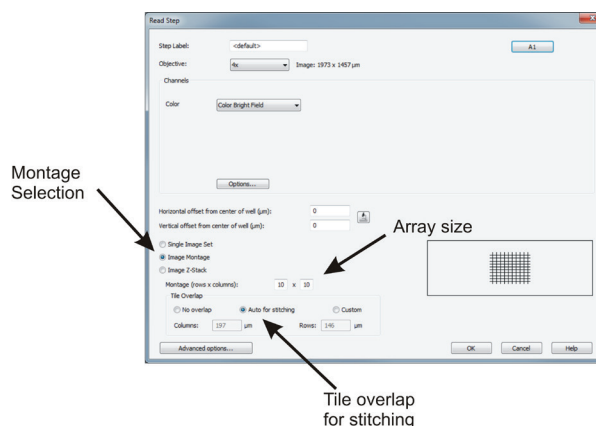 Read Step
Step Label: <default> A1
Objective: 4x Image: 1973 x 1457 µm
Channels
Color Color Bright Field
Options...
Montage
Selection
Horizontal offset from center of well (µm): 0
Vertical offset from center of well (µm): 0
Array size
Single Image Set
Image Montage
Image Z-Stack
Montage (rows x columns): 10 x 10
Tile Overlap
No overlap Auto for stitching Custom
Columns: 197 µm Rows: 146 µm
Advanced options... OK Cancel Help
Tile overlap
for stitching